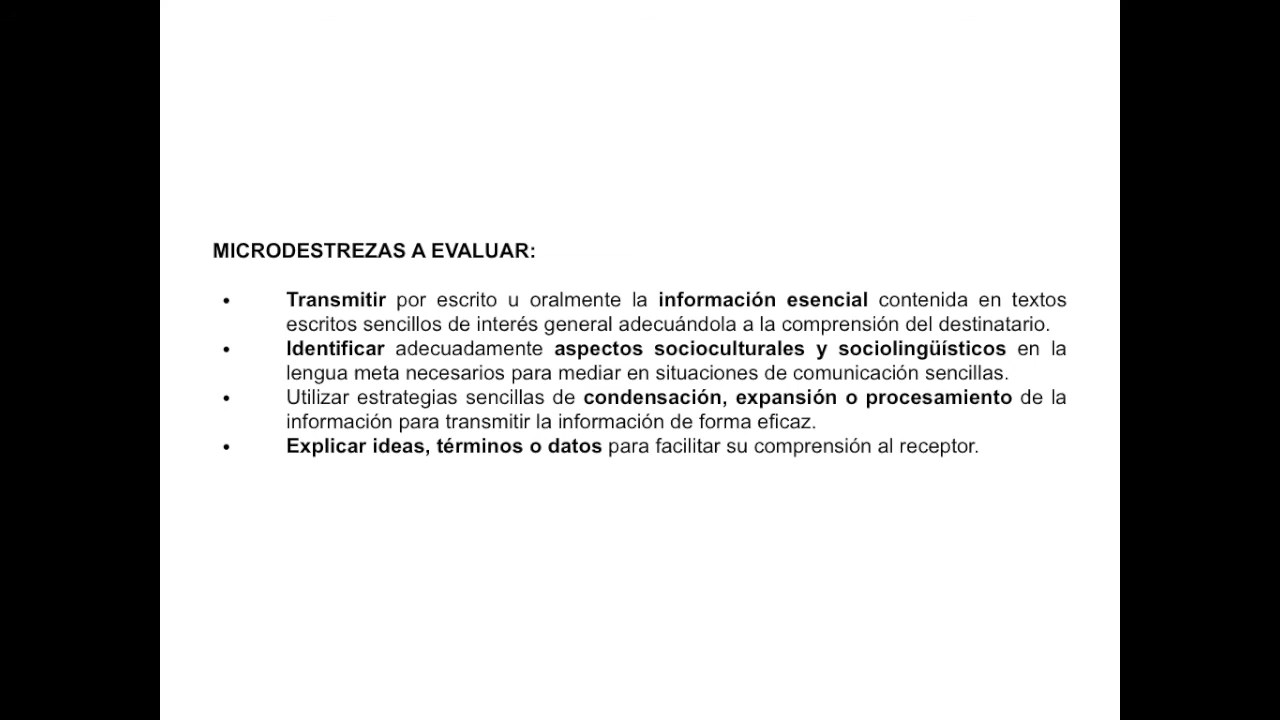 MICRODESTREZAS A EVALUAR:
• Transmitir por escrito u oralmente la información esencial contenida en textos
escritos sencillos de interés general adecuándola a la comprensión del destinatario.
• Identificar adecuadamente aspectos socioculturales y sociolingüísticos en la
lengua meta necesarios para mediar en situaciones de comunicación sencillas.
• Utilizar estrategias sencillas de condensación, expansión o procesamiento de la
información para transmitir la información de forma eficaz.
• Explicar ideas, términos o datos para facilitar su comprensión al receptor.